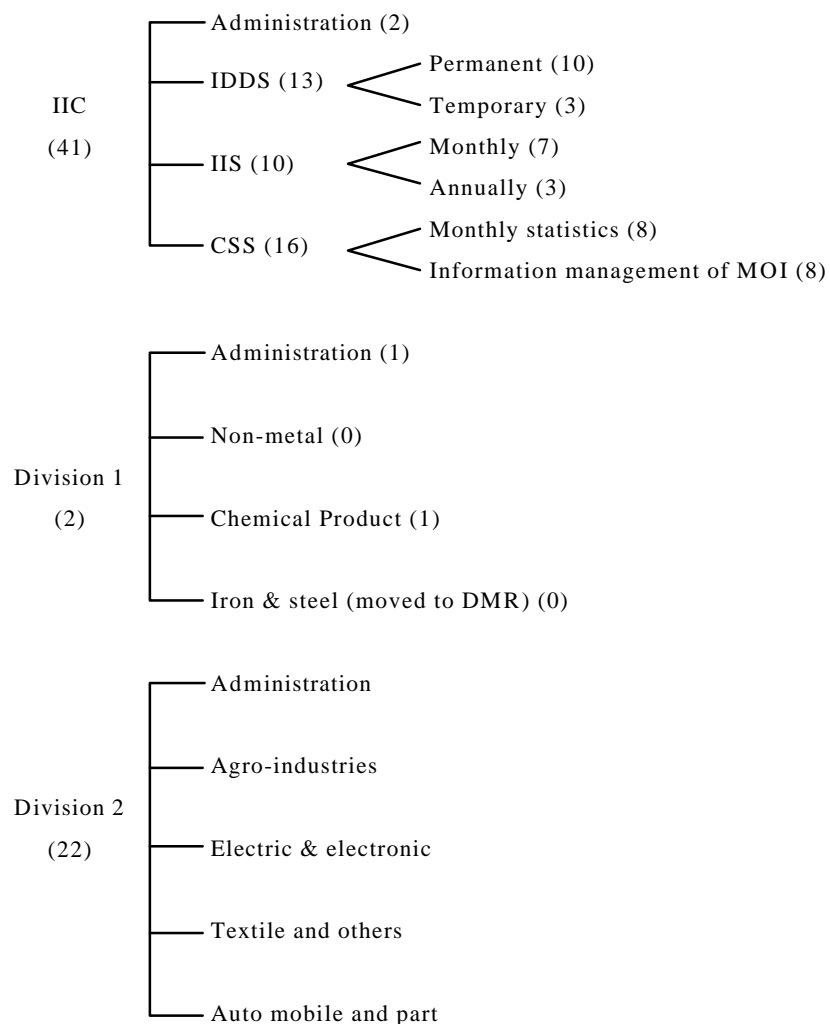 IIC
(41)
Administration (2)
IDDS (13)
Permanent (10)
Temporary (3)
IIS (10)
Monthly (7)
Annually (3)
CSS (16)
Monthly statistics (8)
Information management of MOI (8)
Division 1
(2)
Administration (1)
Non-metal (0)
Chemical Product (1)
Iron & steel (moved to DMR) (0)
Division 2
(22)
Administration
Agro-industries
Electric & electronic
Textile and others
Auto mobile and part